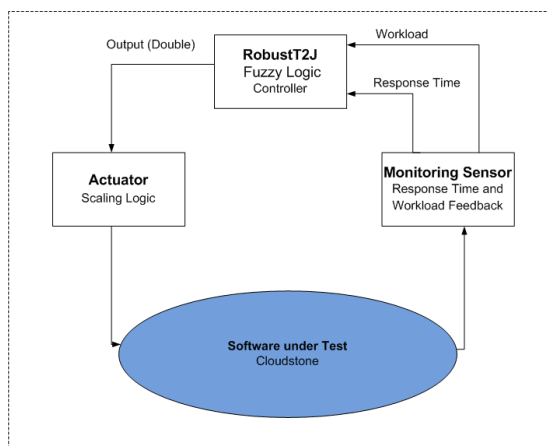 Workload
Output (Double)
RobustT2J
Fuzzy Logic
Controller
Response Time
Actuator
Scaling Logic
Monitoring Sensor
Response Time and
Workload Feedback
Software under Test
Cloudstone